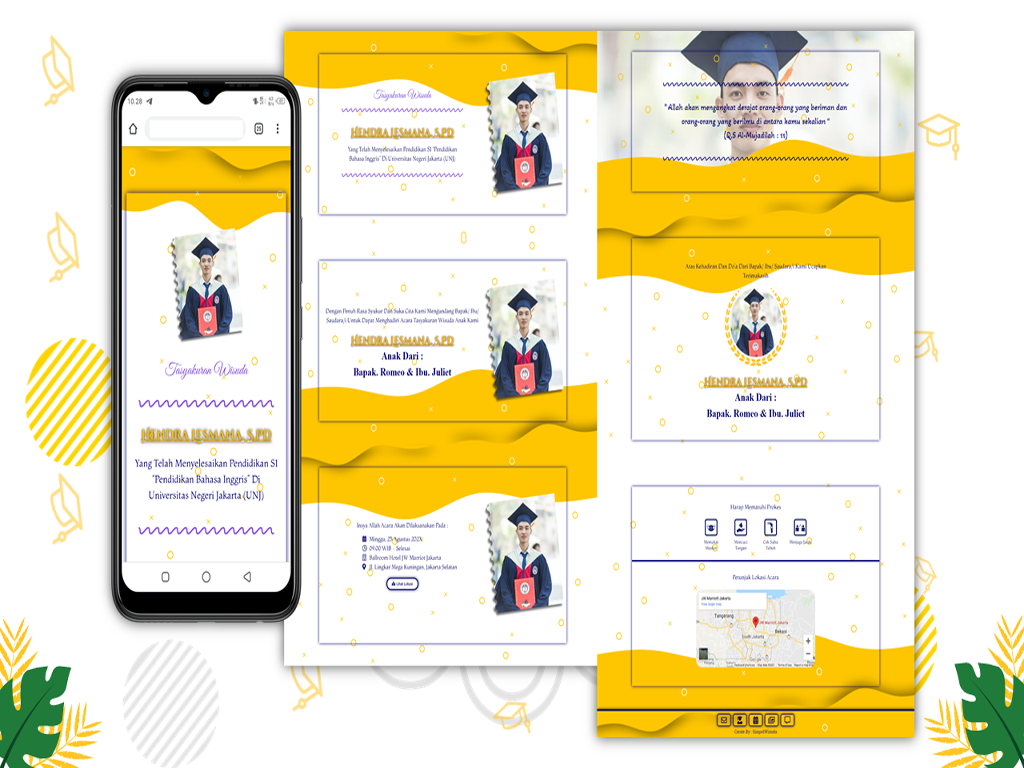 10.28
Tasyakuran Wisuda
HENDRA LESMANA, S.PD
Yang Telah Menyelesaikan Pendidikan S1
"Pendidikan Bahasa Inggris" Di
Universitas Negeri Jakarta (UNJ)
Tasyakuran Wisuda
HENDRA LESMANA, S.PD
Yang Telah Menyelesaikan Pendidikan S1 "Pendidikan
Bahasa Inggris" Di Universitas Negeri Jakarta (UNJ)
Dengan Penuh Rasa Syukur Dan Suka Cita Kami Mengundang Bapak/ Ibu/
Saudara/i Untuk Dapat Menghadiri Acara Tasyakuran Wisuda Anak Kami
HENDRA LESMANA, S.PD
Anak Dari :
Bapak. Romeo & Ibu. Juliet
Insya Allah Acara Akan Dilaksanakan Pada :
Minggu, 25 Agustus 2023
09.00 WIB - Selesai
Ballroom Hotel JW Marriot Jakarta
Jl. Lingkar Mega Kuningan, Jakarta Selatan
Lihat Lokasi
"Allah akan mengangkat derajat orang-orang yang beriman dan
orang-orang yang berilmu di antara kamu sekalian"
(Q.S Al-Mujadilah : 11)
Atas Kehadiran Dan Do'a Dari Bapak/ Ibu/ Saudara/i Kami Ucapkan
Terimakasih
HENDRA LESMANA, S.PD
Anak Dari :
Bapak. Romeo & Ibu. Juliet
Harap Mematuhi Prokes
Memakai Masker
Mencuci Tangan
Cek Suhu Tubuh
Menjaga Jarak
Petunjuk Lokasi Acara
JW Marriott Jakarta
View larger map
Tangerang
JW Marriott Jakarta
Bekasi
South Jakarta
Google